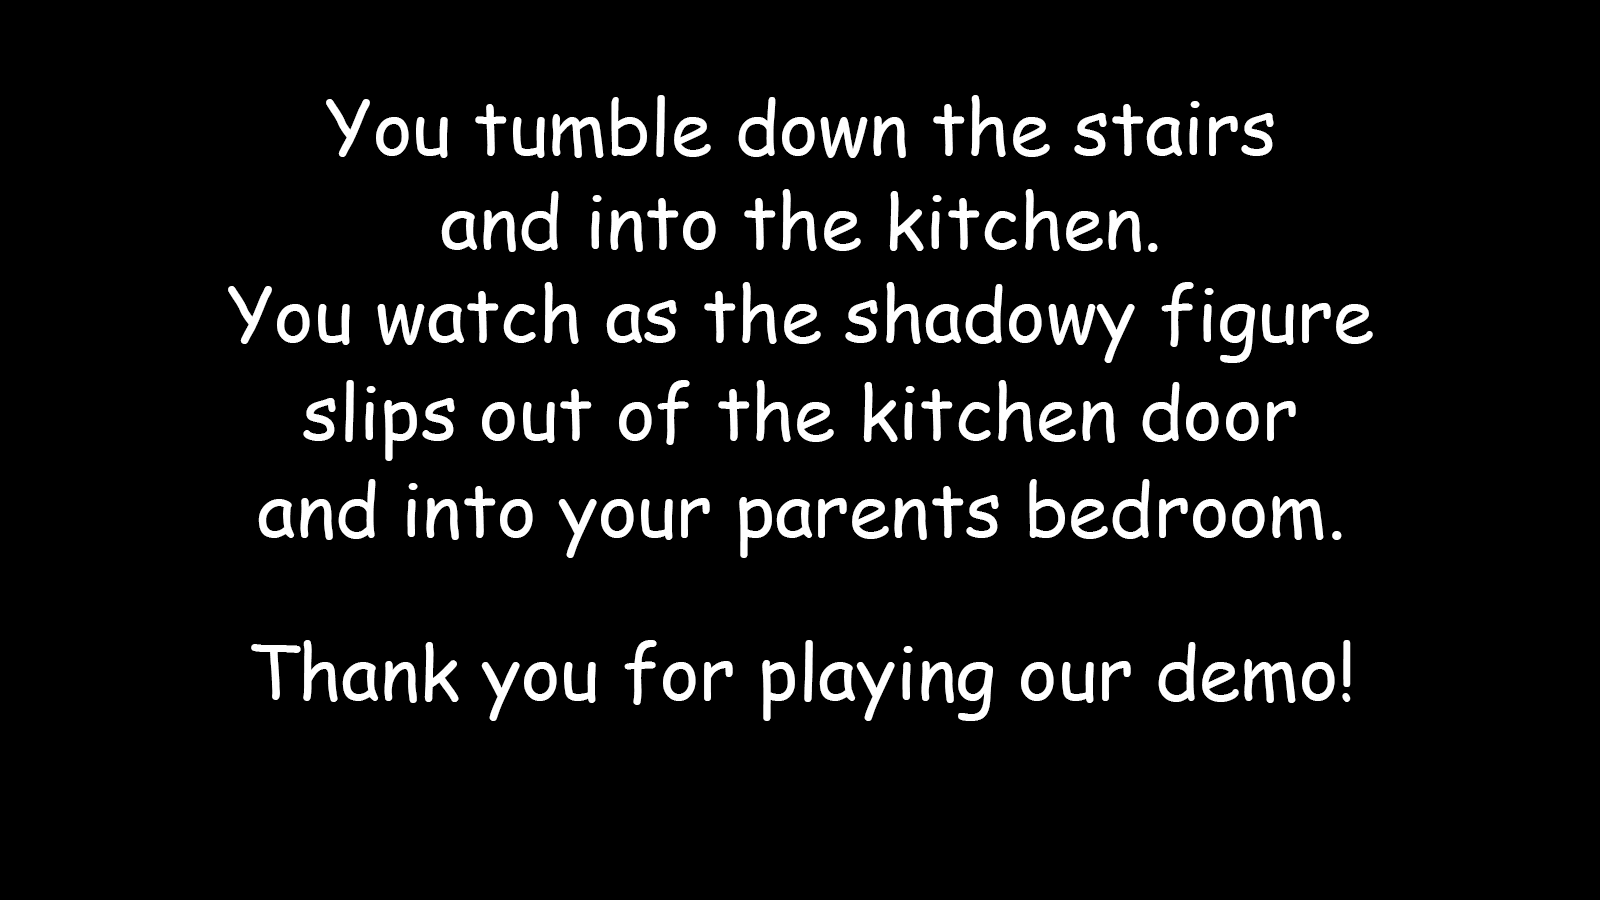 You tumble down the stairs
and into the kitchen.
You watch as the shadowy figure
slips out of the kitchen door
and into your parents bedroom.
Thank you for playing our demo!